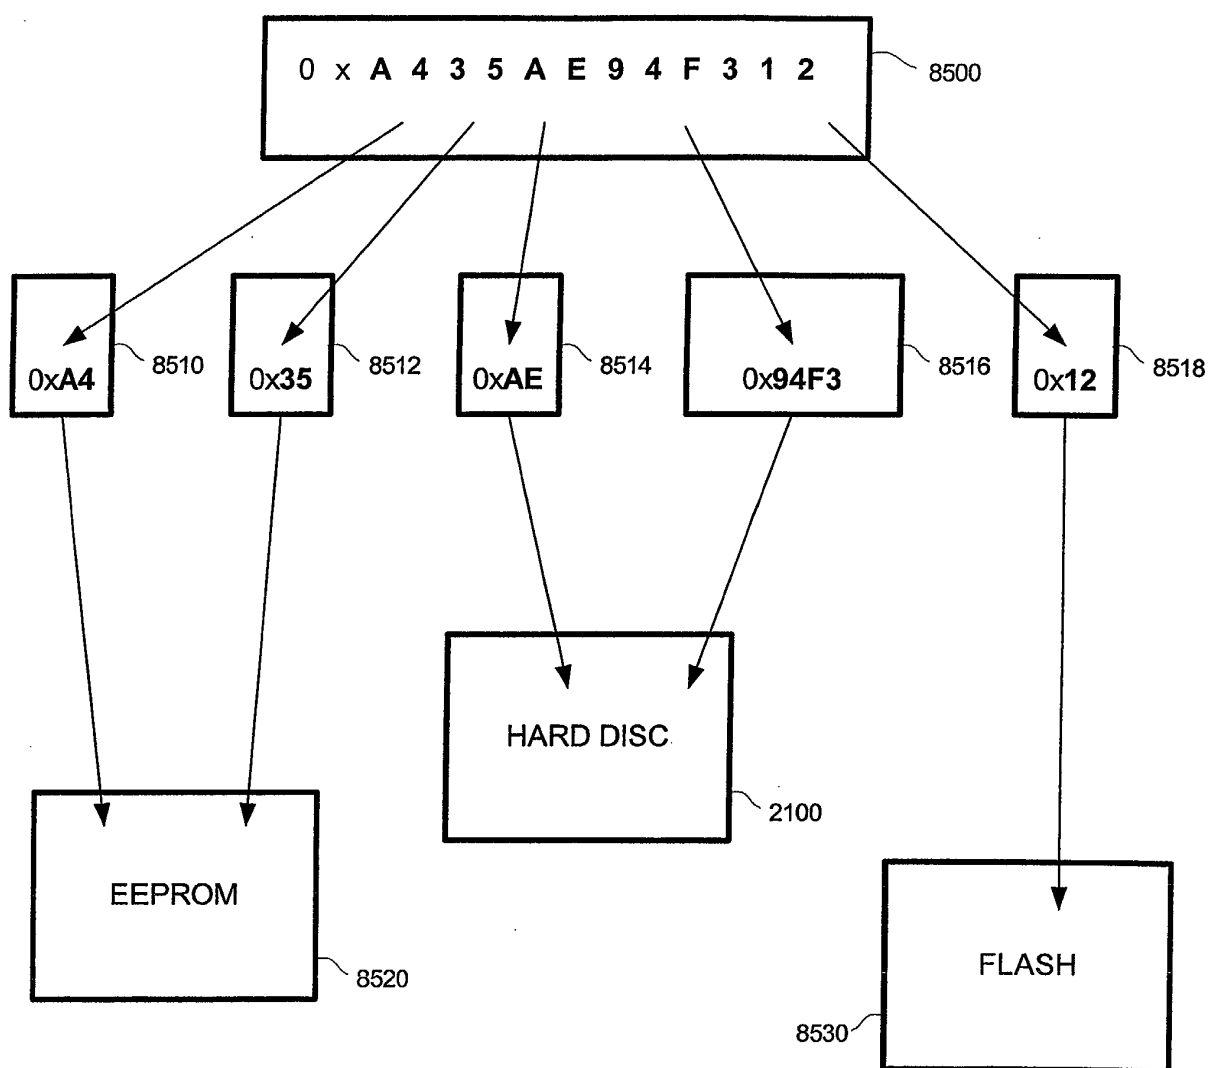 0 x A 4 3 5 A E 9 4 F 3 1 2
8500
0xA4
8510
0x35
8512
0xAE
8514
0x94F3
8516
0x12
8518
HARD DISC
2100
EEPROM
8520
FLASH
8530